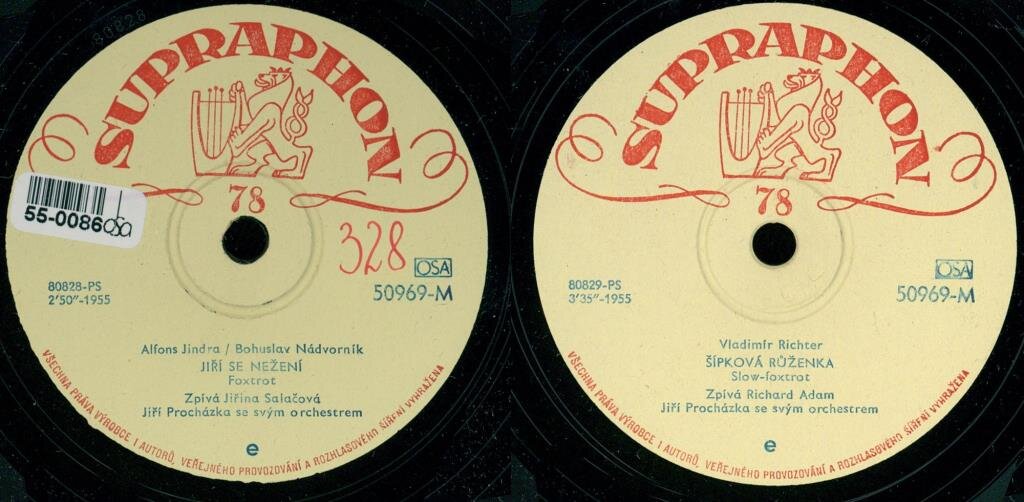 80828
SUPRAPHON
78
55-0086 osa
328
OSA
80828-PS
2'50"-1955
50969-M
Alfons Jindra / Bohuslav Nádvorník
JIŘÍ SE NEŽENÍ
Foxtrot
Zpívá Jiřina Salačová
Jiří Procházka se svým orchestrem
e
VŠECHNA PRÁVA VÝROBCE I AUTORŮ, VEŘEJNÉHO PROVOZOVÁNÍ A ROZHLASOVÉHO ŠÍŘENÍ VYHRAŽENA
SUPRAPHON
78
OSA
80829-PS
3'35"-1955
50969-M
Vladimír Richter
ŠÍPKOVÁ RŮŽENKA
Slow-foxtrot
Zpívá Richard Adam
Jiří Procházka se svým orchestrem
e
VŠECHNA PRÁVA VÝROBCE I AUTORŮ, VEŘEJNÉHO PROVOZOVÁNÍ A ROZHLASOVÉHO ŠÍŘENÍ VYHRAŽENA